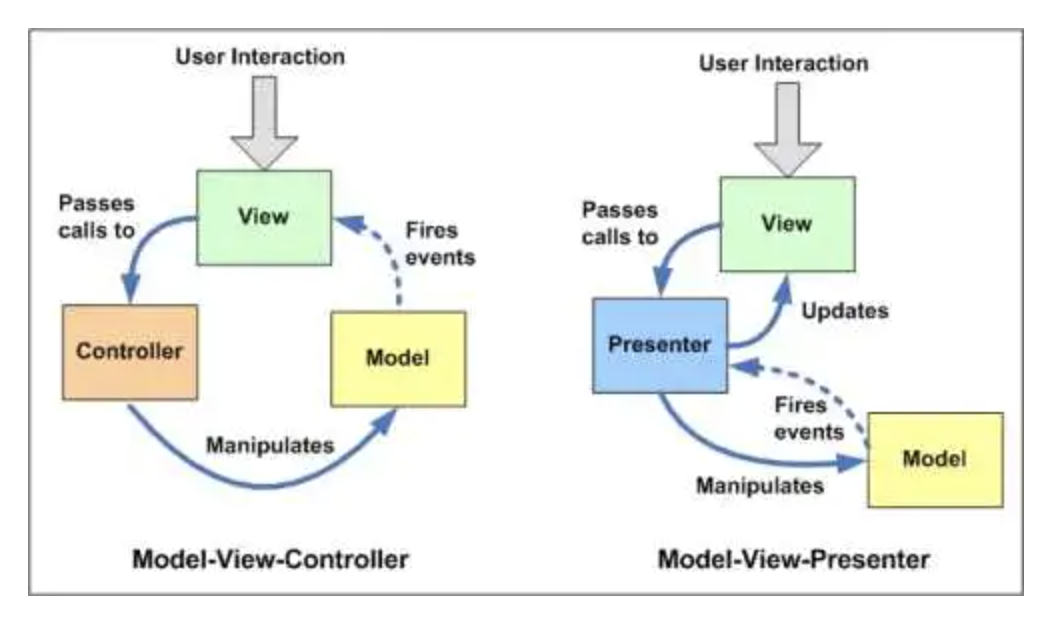 User Interaction
View
Passes
calls to
Fires
events
Controller
Model
Manipulates
Model-View-Controller
User Interaction
View
Passes
calls to
Updates
Presenter
Fires
events
Model
Manipulates
Model-View-Presenter